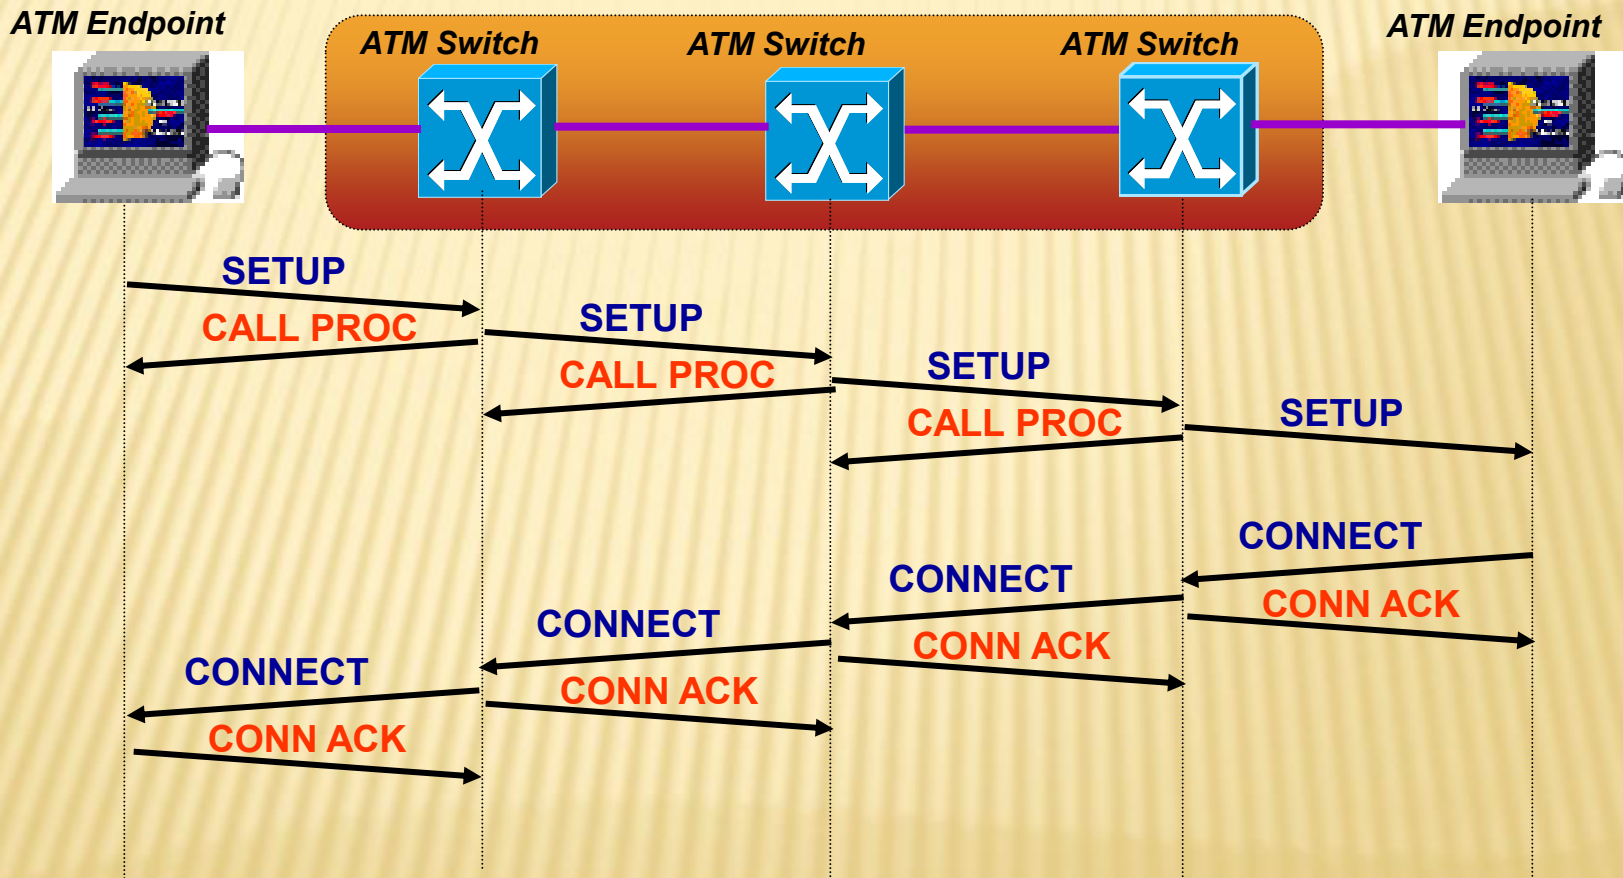 ATM Endpoint
ATM Switch
ATM Switch
ATM Switch
ATM Endpoint
SETUP
CALL PROC
SETUP
CALL PROC
SETUP
CALL PROC
SETUP
CONNECT
CONNECT
CONN ACK
CONNECT
CONN ACK
CONNECT
CONN ACK
CONN ACK